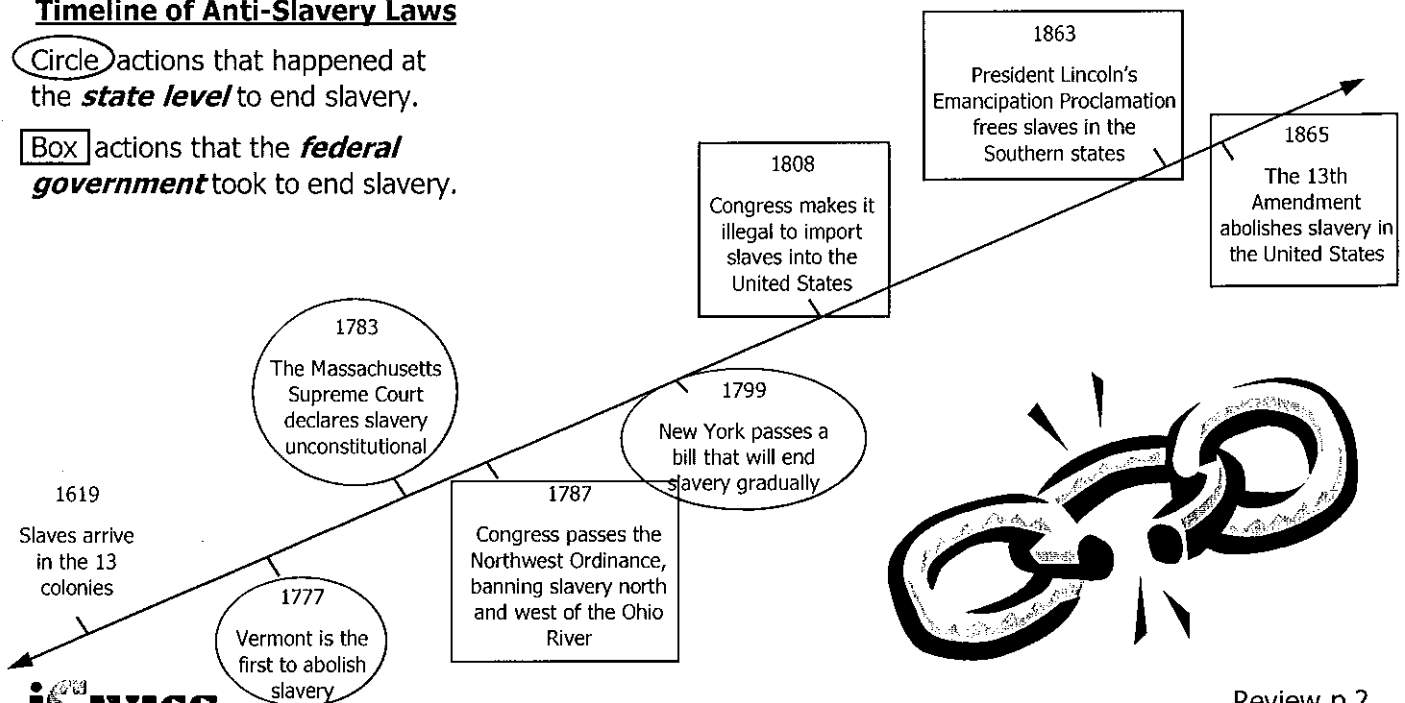 Timeline of Anti-Slavery Laws
Circle actions that happened at
the state level to end slavery.
Box actions that the federal
government took to end slavery.
1619
Slaves arrive
in the 13
colonies
1777
Vermont is the
first to abolish
slavery
1783
The Massachusetts
Supreme Court
declares slavery
unconstitutional
1787
Congress passes the
Northwest Ordinance,
banning slavery north
and west of the Ohio
River
1799
New York passes a
bill that will end
slavery gradually
1808
Congress makes it
illegal to import
slaves into the
United States
1863
President Lincoln's
Emancipation Proclamation
frees slaves in the
Southern states
1865
The 13th
Amendment
abolishes slavery in
the United States
Review p.2